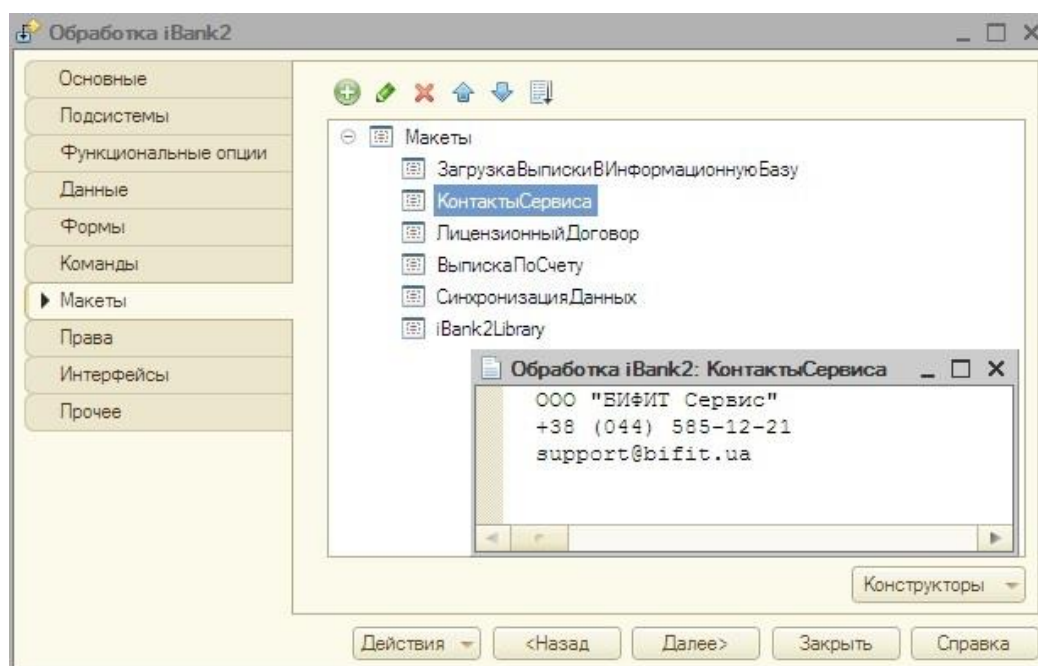 Обработка iBank2
Основные
Подсистемы
Функциональные опции
Данные
Формы
Команды
Макеты
Права
Интерфейсы
Прочее
Макеты
ЗагрузкаВыпискиВИнформационнуюБазу
КонтактыСервиса
ЛицензионныйДоговор
ВыпискаПоСчету
СинхронизацияДанных
iBank2Library
Обработка iBank2: КонтактыСервиса
ООО "БИФИТ Сервис"
+38 (044) 585-12-21
support@bifit.ua
Конструкторы
Действия
<Назад
Далее>
Закрыть
Справка